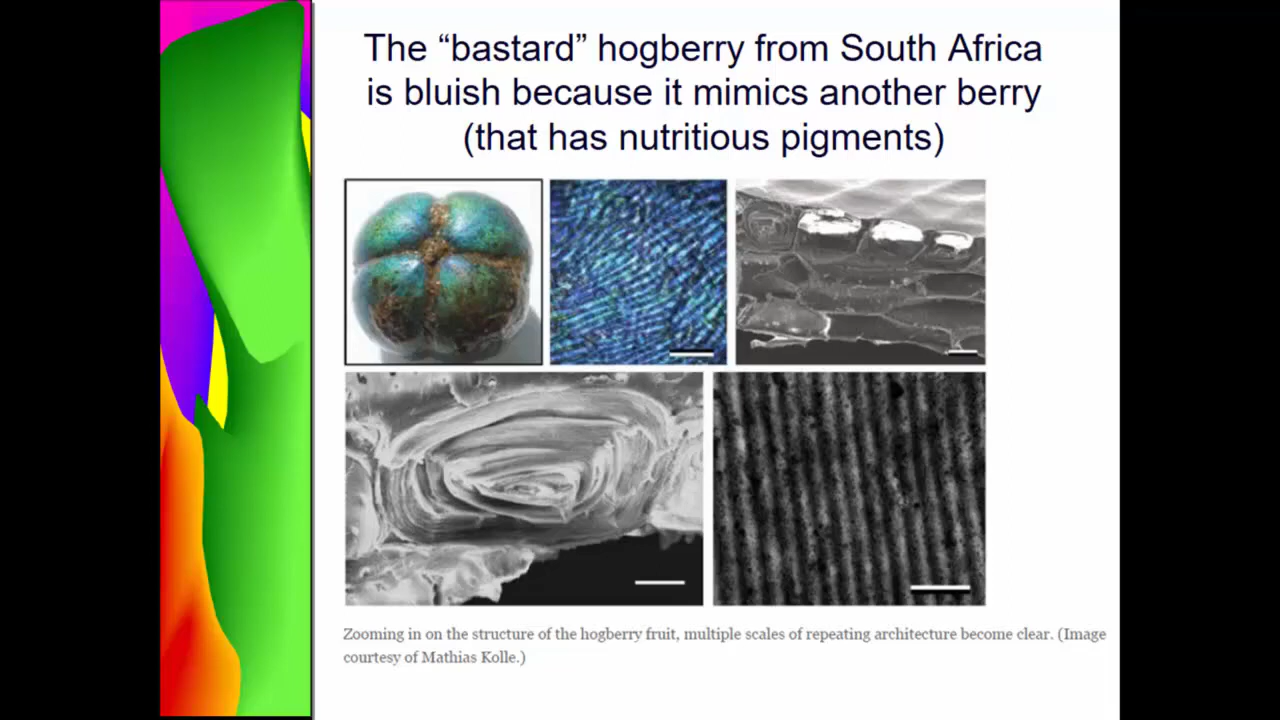 The “bastard” hogberry from South Africa
is bluish because it mimics another berry
(that has nutritious pigments)
Zooming in on the structure of the hogberry fruit, multiple scales of repeating architecture become clear. (Image
courtesy of Mathias Kolle.)